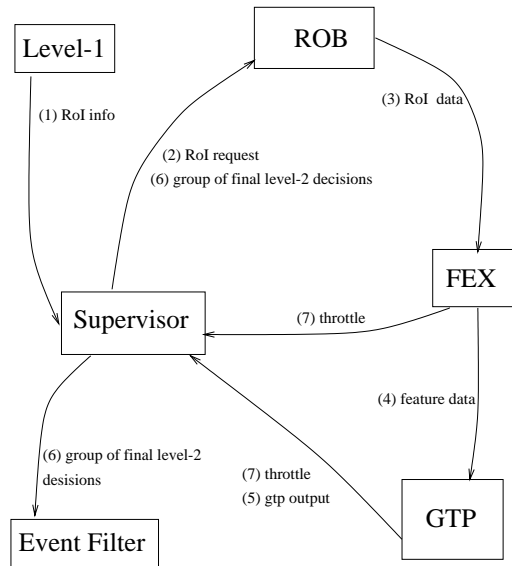 ROB
Level-1
(3) RoI  data
(1) RoI info
(2) RoI request
(6) group of final level-2 decisions
FEX
Supervisor
(7) throttle
(4) feature data
(6) group of final level-2
desisions
(7) throttle
(5) gtp output
GTP
Event Filter